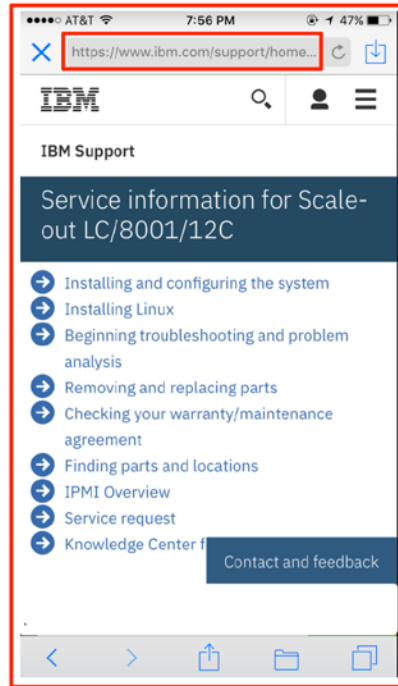 AT&T 7:56 PM 47%
https://www.ibm.com/support/home...
IBM
IBM Support
Service information for Scale-
out LC/8001/12C
Installing and configuring the system
Installing Linux
Beginning troubleshooting and problem
analysis
Removing and replacing parts
Checking your warranty/maintenance
agreement
Finding parts and locations
IPMI Overview
Service request
Knowledge Center f
Contact and feedback